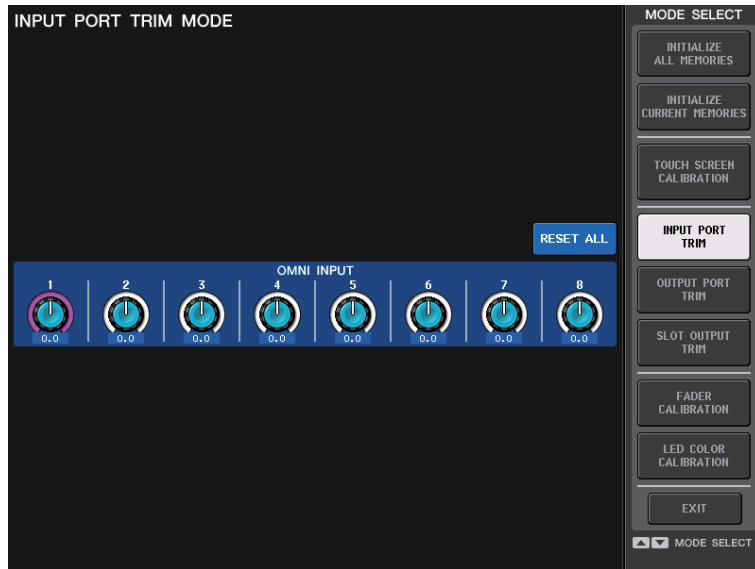 INPUT PORT TRIM MODE
RESET ALL
OMNI INPUT
1 2 3 4 5 6 7 8
0.0 0.0 0.0 0.0 0.0 0.0 0.0 0.0
MODE SELECT
INITIALIZE
ALL MEMORIES
INITIALIZE
CURRENT MEMORIES
TOUCH SCREEN
CALIBRATION
INPUT PORT
TRIM
OUTPUT PORT
TRIM
SLOT OUTPUT
TRIM
FADER
CALIBRATION
LED COLOR
CALIBRATION
EXIT
MODE SELECT